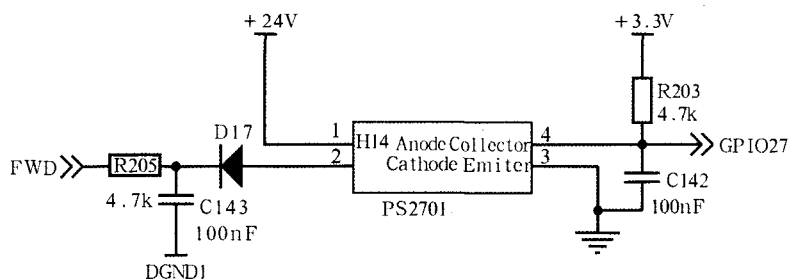 +24V
+3.3V
R203
4.7k
D17
1
H14
Anode Collector
4
GPIO27
FWD
R205
2
Cathode Emiter
3
4.7k
C143
100nF
PS2701
C142
100nF
DGND1